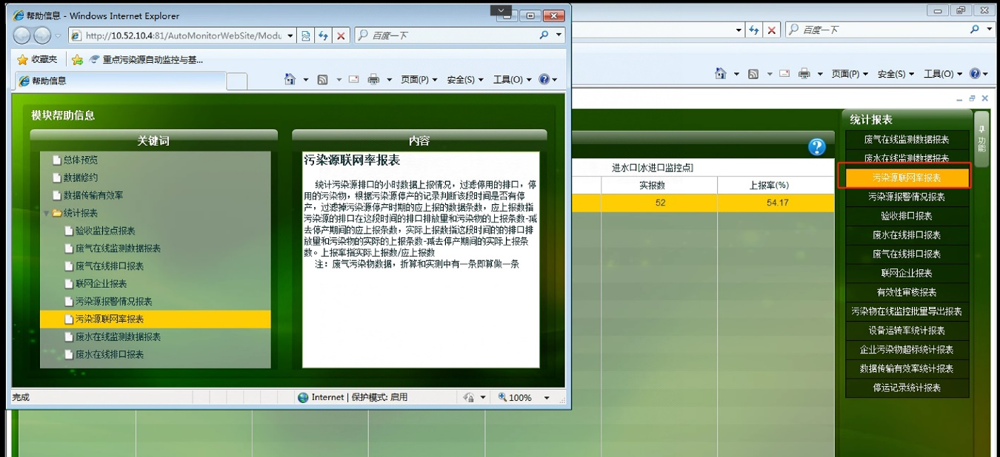 帮助信息 - Windows Internet Explorer
http://10.52.10.4:81/AutoMonitorWebSite/Modu
百度一下
百度一下
收藏夹
重点污染源自动监控与基...
帮助信息
页面(P)
安全(S)
工具(O)
页面(P)
安全(S)
工具(O)
模块帮助信息
关键词
总体预览
数据修约
数据传输有效率
统计报表
验收监控点报表
废气在线监测数据报表
废气在线排口报表
联网企业报表
污染源报警情况报表
污染源联网率报表
废水在线监测数据报表
废水在线排口报表
内容
污染源联网率报表
统计污染源排口的小时数据上报情况，过滤停用的排口，停
用的污染物，根据污染源停产的记录判断该段时间是否有停
产，过滤掉污染源停产时期的应上报的数据条数，应上报数指
污染源的排口在这段时间的排口排放量和污染物的上报条数-减
去停产期间的应上报条数，实际上报数指这段时间的的排口排
放量和污染物的实际的上报条数-减去停产期间的实际上报条
数。上报率指实际上报数/应上报数
注：废气污染物数据，折算和实测中有一条即算做一条
完成
Internet | 保护模式: 启用
100%
进水口[水进口监控点]
实报数
上报率(%)
52
54.17
统计报表
废气在线监测数据报表
废水在线监测数据报表
污染源联网率报表
污染源报警情况报表
验收排口报表
废水在线排口报表
废气在线排口报表
联网企业报表
有效性审核报表
污染物在线监控批量导出报表
设备运转率统计报表
企业污染物超标统计报表
数据传输有效率统计报表
停运记录统计报表
功能